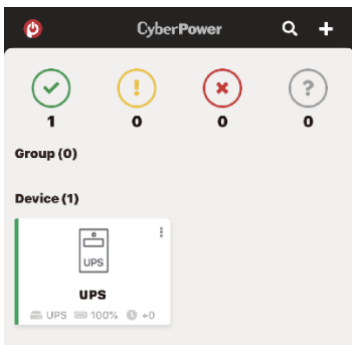 CyberPower
! ?
1 0 0 0
Group (0)
Device (1)
UPS
UPS
UPS 100% +0